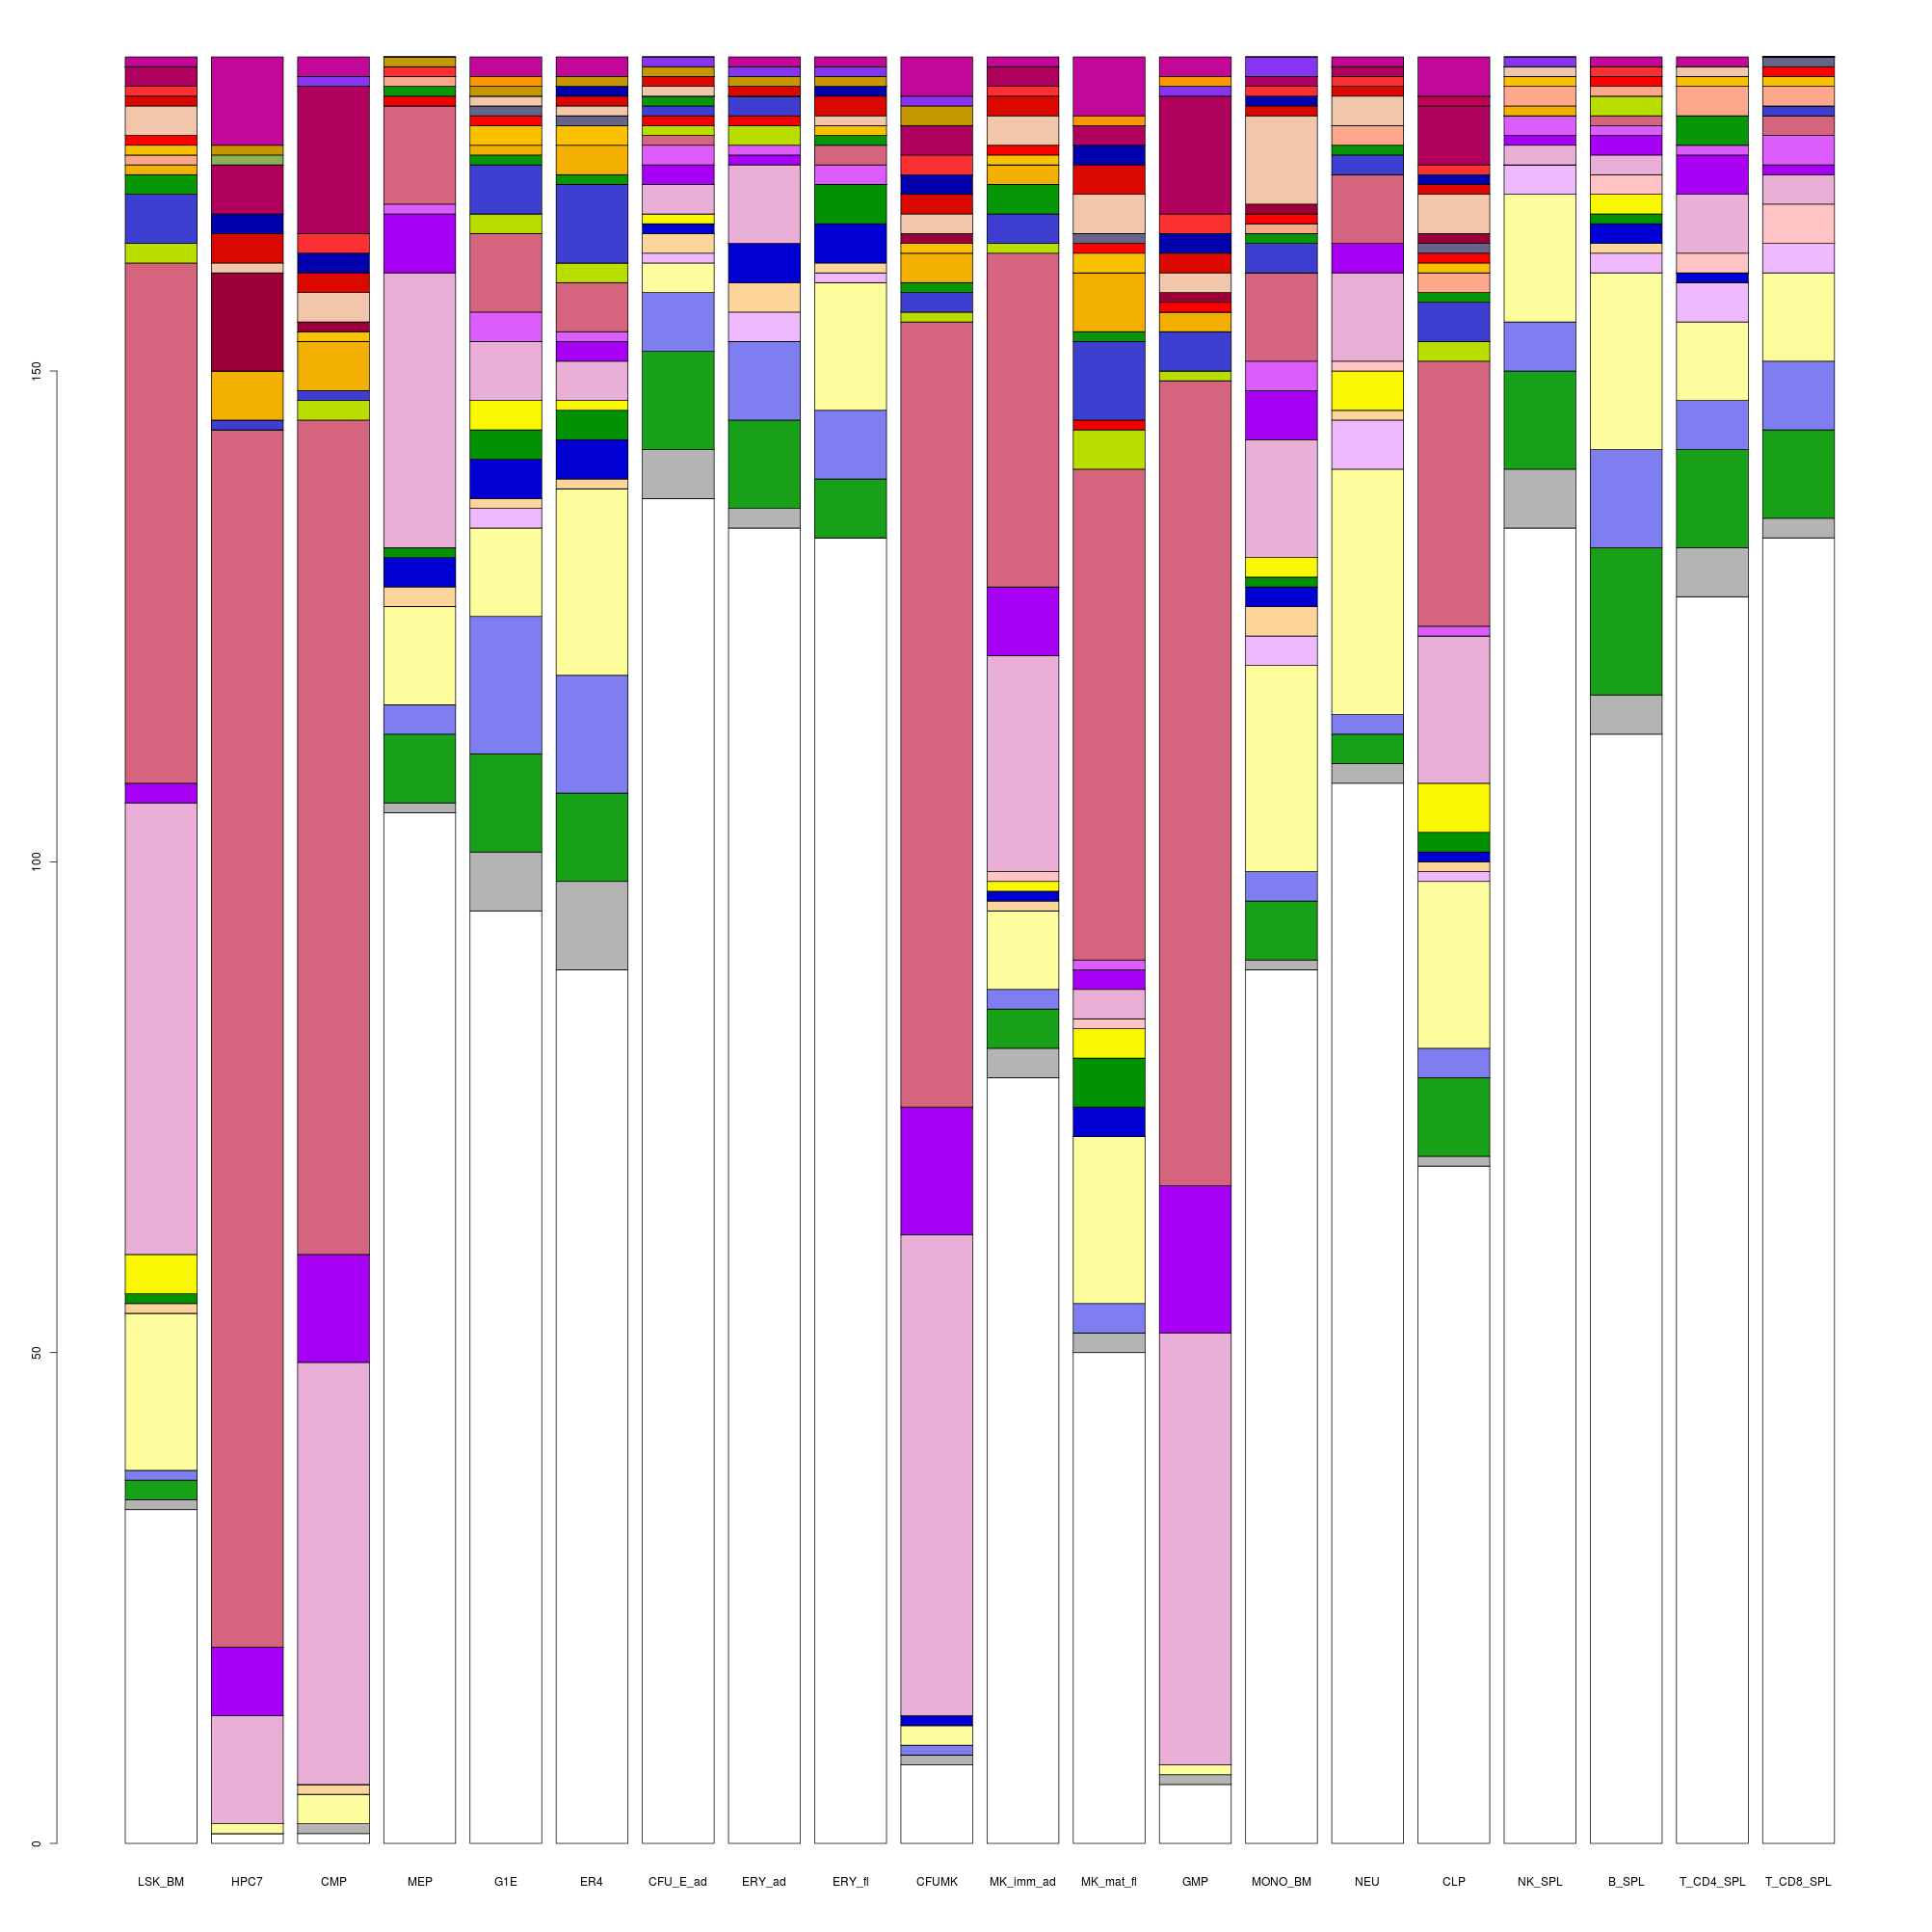 150
100
50
0
LSK_BM HPC7 CMP MEP G1E ER4 CFU_E_ad ERY_ad ERY_fl CFUMK MK_imm_ad MK_mat_fl GMP MONO_BM NEU CLP NK_SPL B_SPL T_CD4_SPL T_CD8_SPL